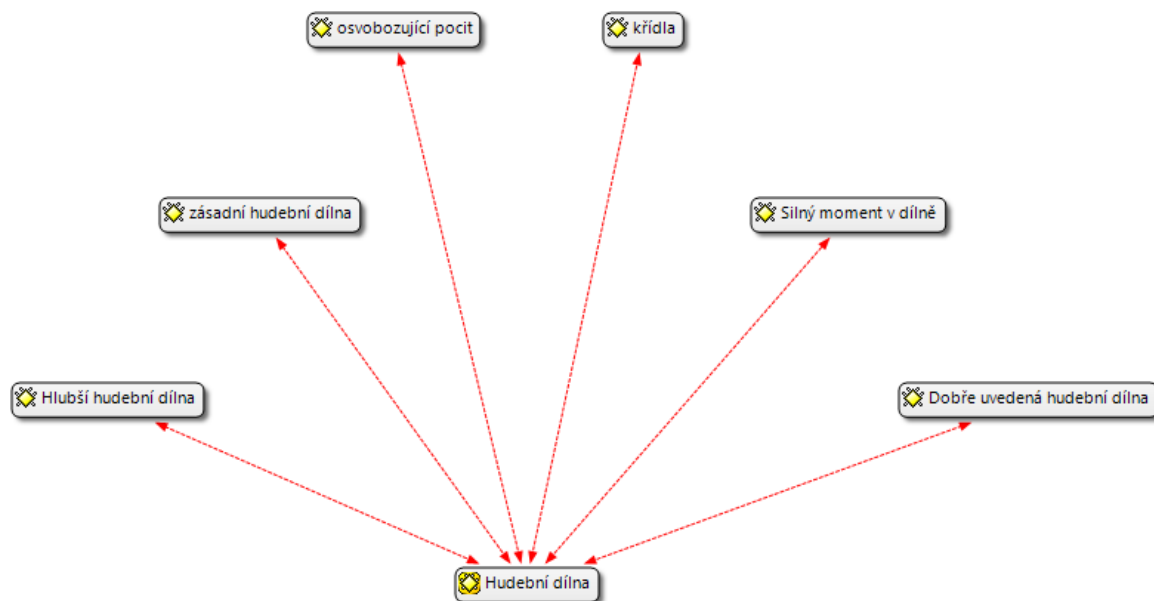 osvobozující pocit
křídla
zásadní hudební dílna
Silný moment v dílně
Hlubší hudební dílna
Dobře uvedená hudební dílna
Hudební dílna